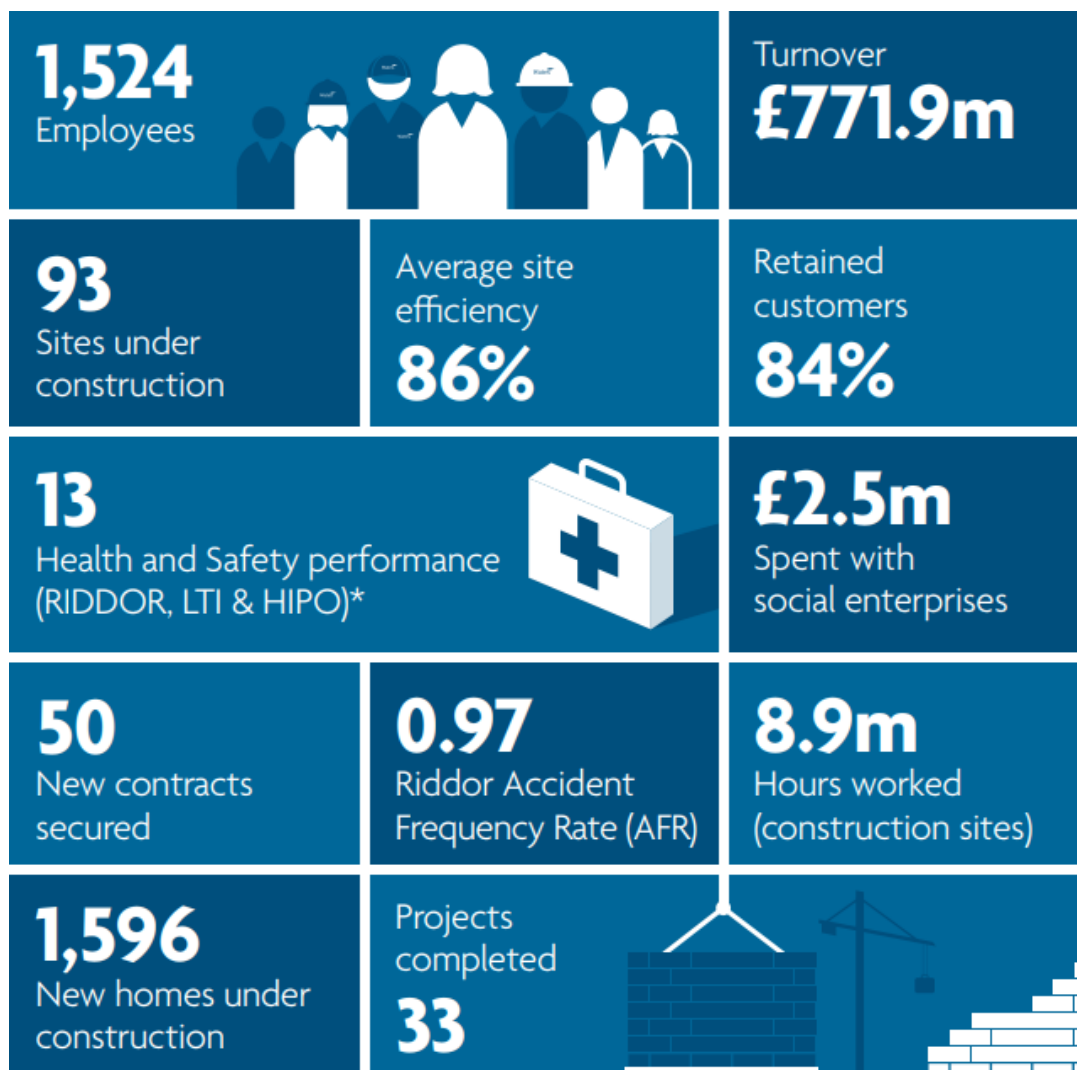 1,524
Employees
Turnover
£771.9m
93
Sites under
construction
Average site
efficiency
86%
Retained
customers
84%
13
Health and Safety performance
(RIDDOR, LTI & HIPO)*
£2.5m
Spent with
social enterprises
50
New contracts
secured
0.97
Riddor Accident
Frequency Rate (AFR)
8.9m
Hours worked
(construction sites)
1,596
New homes under
construction
Projects
completed
33